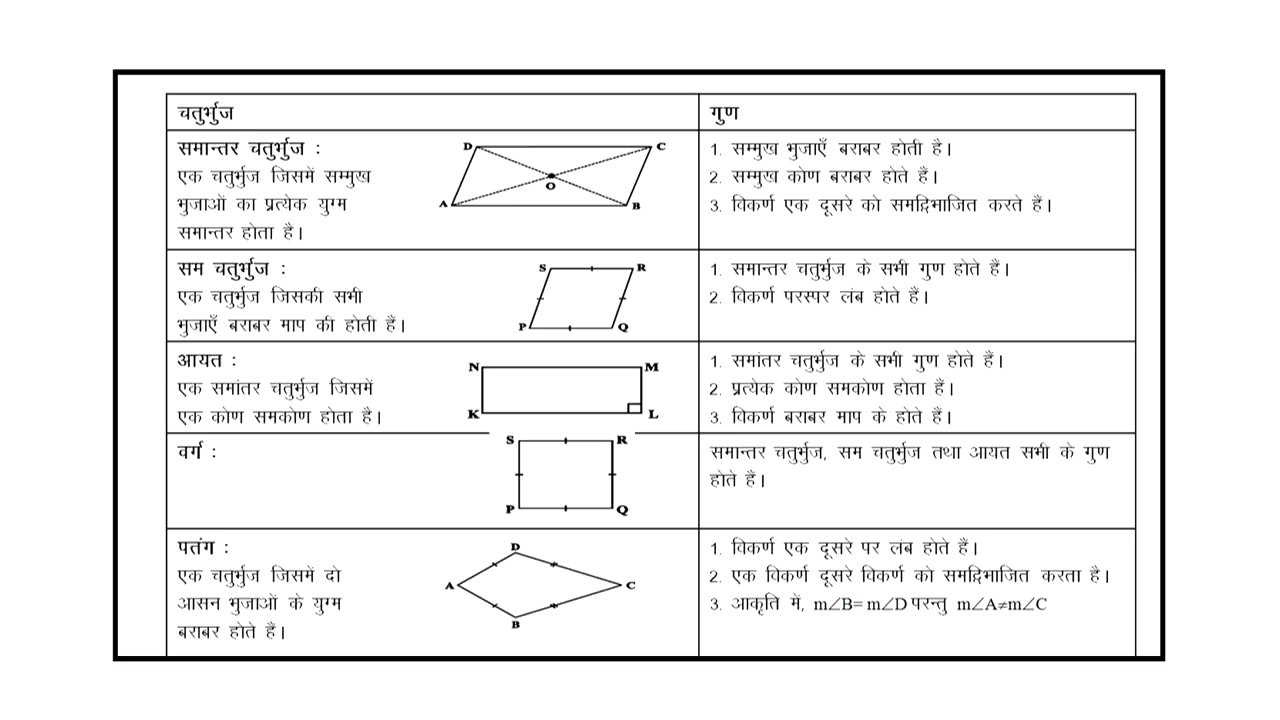 चतुर्भुज
गुण
समान्तर चतुर्भुज :
एक चतुर्भुज जिसमें सम्मुख
भुजाओं का प्रत्येक युग्म
समान्तर होता है।
D
C
O
A
B
1. सम्मुख भुजाएँ बराबर होती है।
2. सम्मुख कोण बराबर होते हैं।
3. विकर्ण एक दूसरे को समद्विभाजित करते हैं।
सम चतुर्भुज :
एक चतुर्भुज जिसकी सभी
भुजाएँ बराबर माप की होती हैं।
S
R
P
Q
1. समान्तर चतुर्भुज के सभी गुण होते हैं।
2. विकर्ण परस्पर लंब होते हैं।
आयत :
एक समांतर चतुर्भुज जिसमें
एक कोण समकोण होता है।
N
M
K
L
1. समांतर चतुर्भुज के सभी गुण होते हैं।
2. प्रत्येक कोण समकोण होता हैं।
3. विकर्ण बराबर माप के होते हैं।
वर्ग :
S
R
P
Q
समान्तर चतुर्भुज, सम चतुर्भुज तथा आयत सभी के गुण
होते हैं।
पतंग :
एक चतुर्भुज जिसमें दो
आसन भुजाओं के युग्म
बराबर होते हैं।
D
A
C
B
1. विकर्ण एक दूसरे पर लंब होते हैं।
2. एक विकर्ण दूसरे विकर्ण को समद्विभाजित करता है।
3. आकृति में, m∠B= m∠D परन्तु m∠A≠m∠C